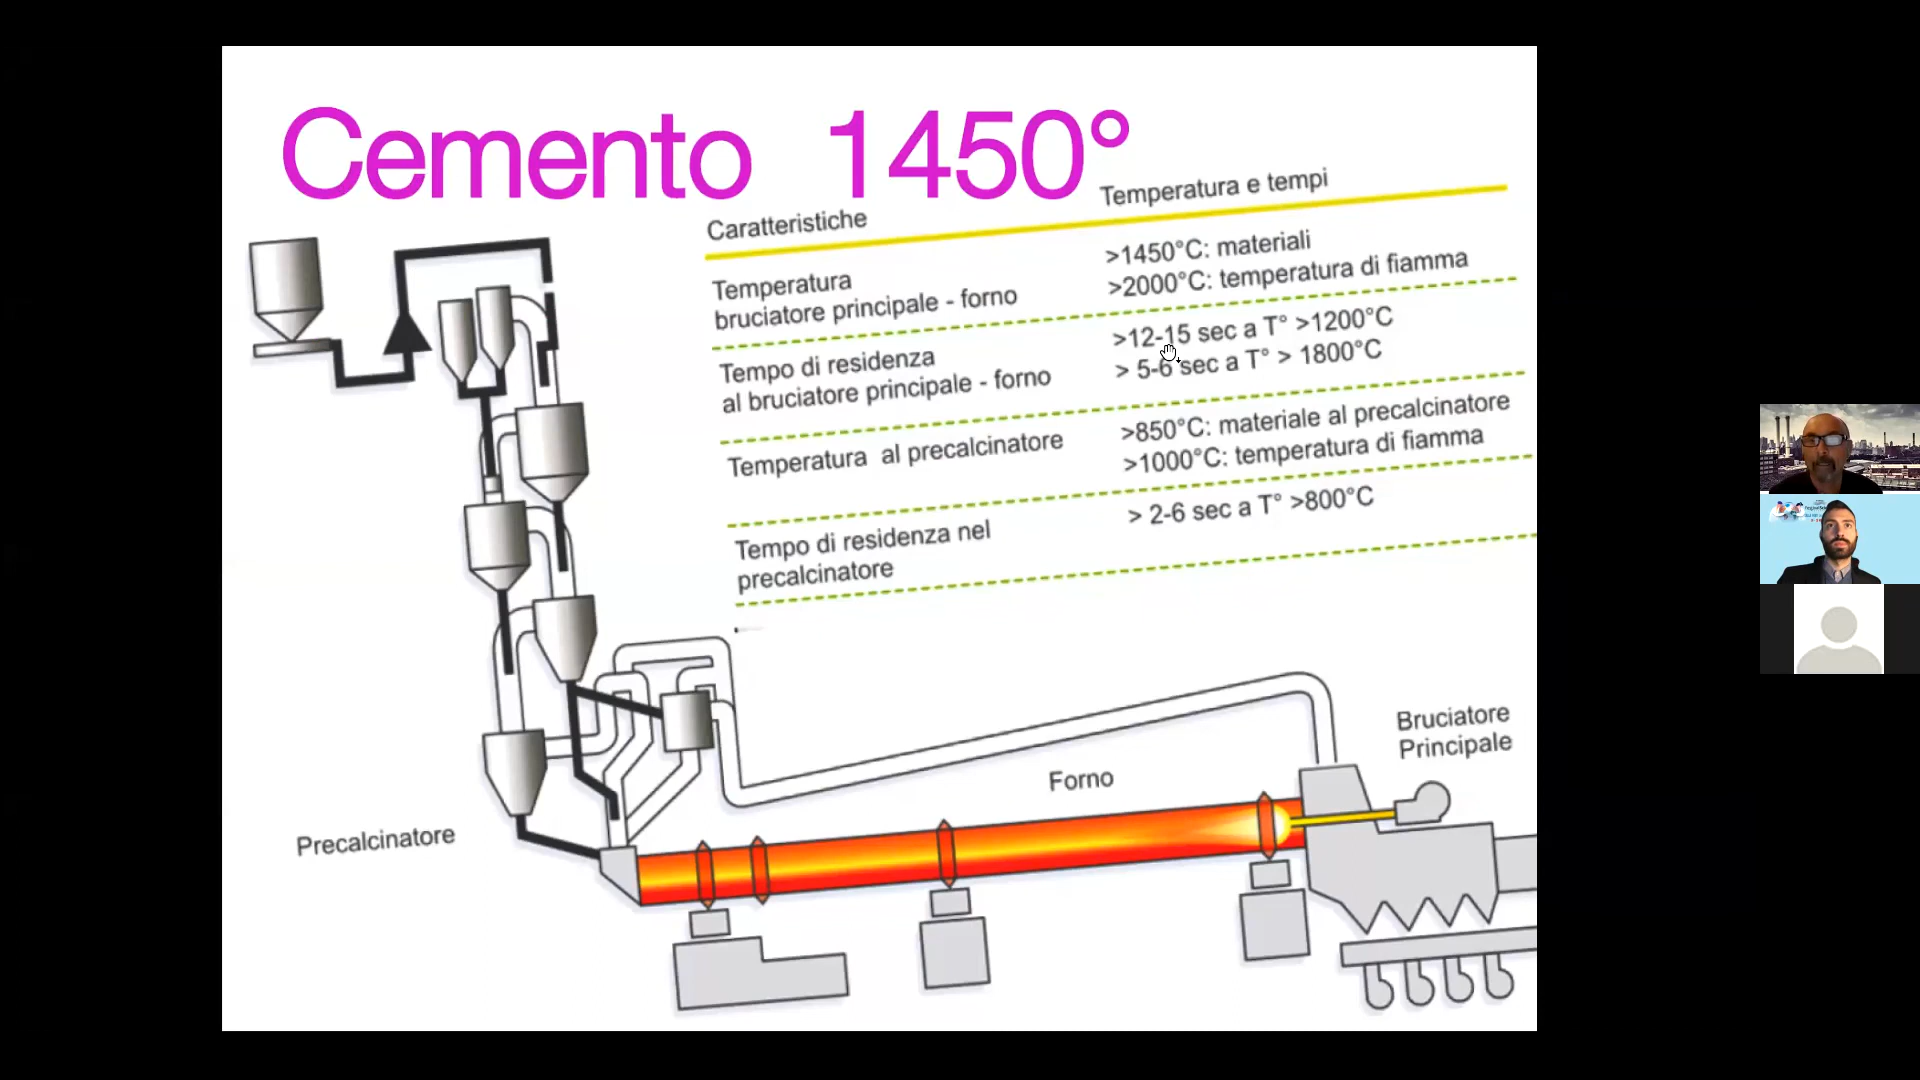 Cemento 1450°
Caratteristiche
Temperatura e tempi
Temperatura
bruciatore principale - forno
>1450°C: materiali
>2000°C: temperatura di fiamma
Tempo di residenza
al bruciatore principale - forno
>12-15 sec a T° >1200°C
> 5-6 sec a T° > 1800°C
Temperatura al precalcinatore
>850°C: materiale al precalcinatore
>1000°C: temperatura di fiamma
Tempo di residenza nel
precalcinatore
> 2-6 sec a T° >800°C
Bruciatore
Principale
Forno
Precalcinatore